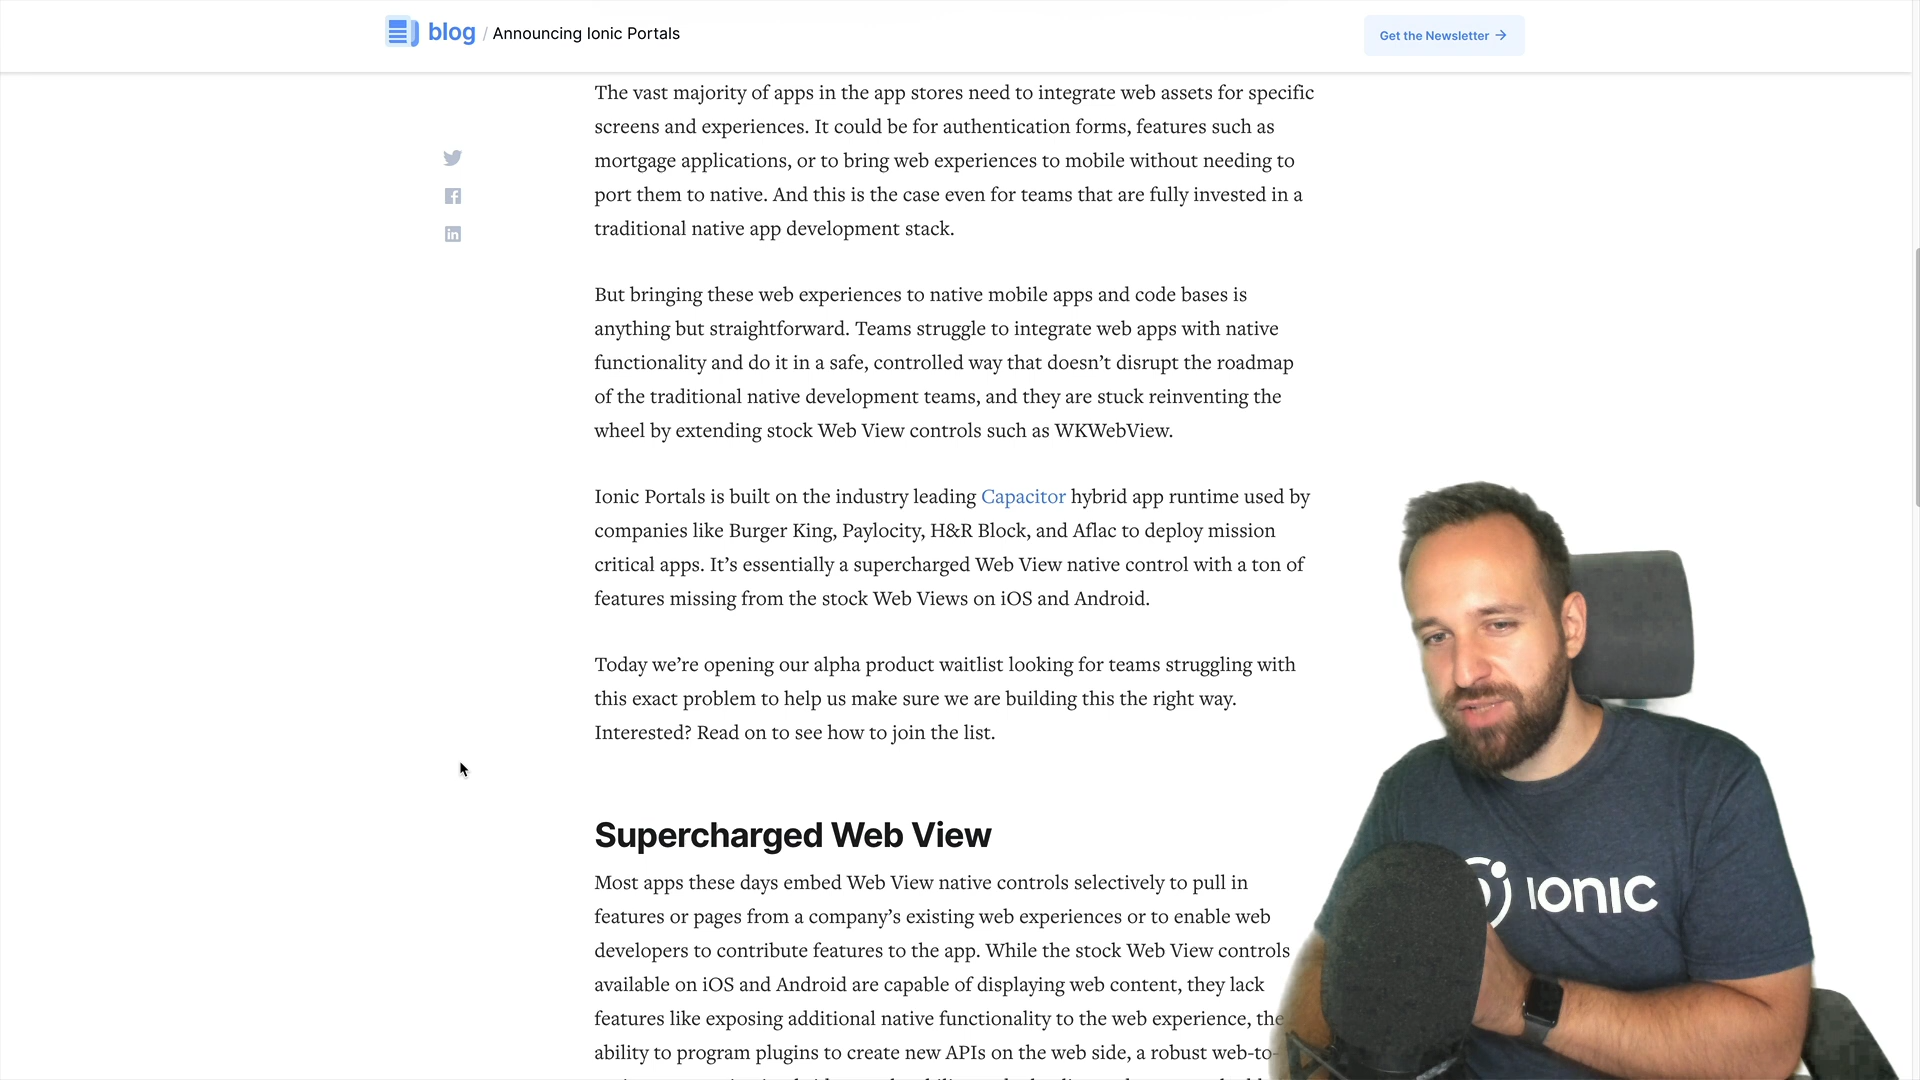 blog / Announcing Ionic Portals
Get the Newsletter →
The vast majority of apps in the app stores need to integrate web assets for specific
screens and experiences. It could be for authentication forms, features such as
mortgage applications, or to bring web experiences to mobile without needing to
port them to native. And this is the case even for teams that are fully invested in a
traditional native app development stack.
But bringing these web experiences to native mobile apps and code bases is
anything but straightforward. Teams struggle to integrate web apps with native
functionality and do it in a safe, controlled way that doesn’t disrupt the roadmap
of the traditional native development teams, and they are stuck reinventing the
wheel by extending stock Web View controls such as WKWebView.
Ionic Portals is built on the industry leading Capacitor hybrid app runtime used by
companies like Burger King, Paylocity, H&R Block, and Aflac to deploy mission
critical apps. It’s essentially a supercharged Web View native control with a ton of
features missing from the stock Web Views on iOS and Android.
Today we’re opening our alpha product waitlist looking for teams struggling with
this exact problem to help us make sure we are building this the right way.
Interested? Read on to see how to join the list.
Supercharged Web View
Most apps these days embed Web View native controls selectively to pull in
features or pages from a company’s existing web experiences or to enable web
developers to contribute features to the app. While the stock Web View controls
available on iOS and Android are capable of displaying web content, they lack
features like exposing additional native functionality to the web experience, the
ability to program plugins to create new APIs on the web side, a robust web-to-
ionic